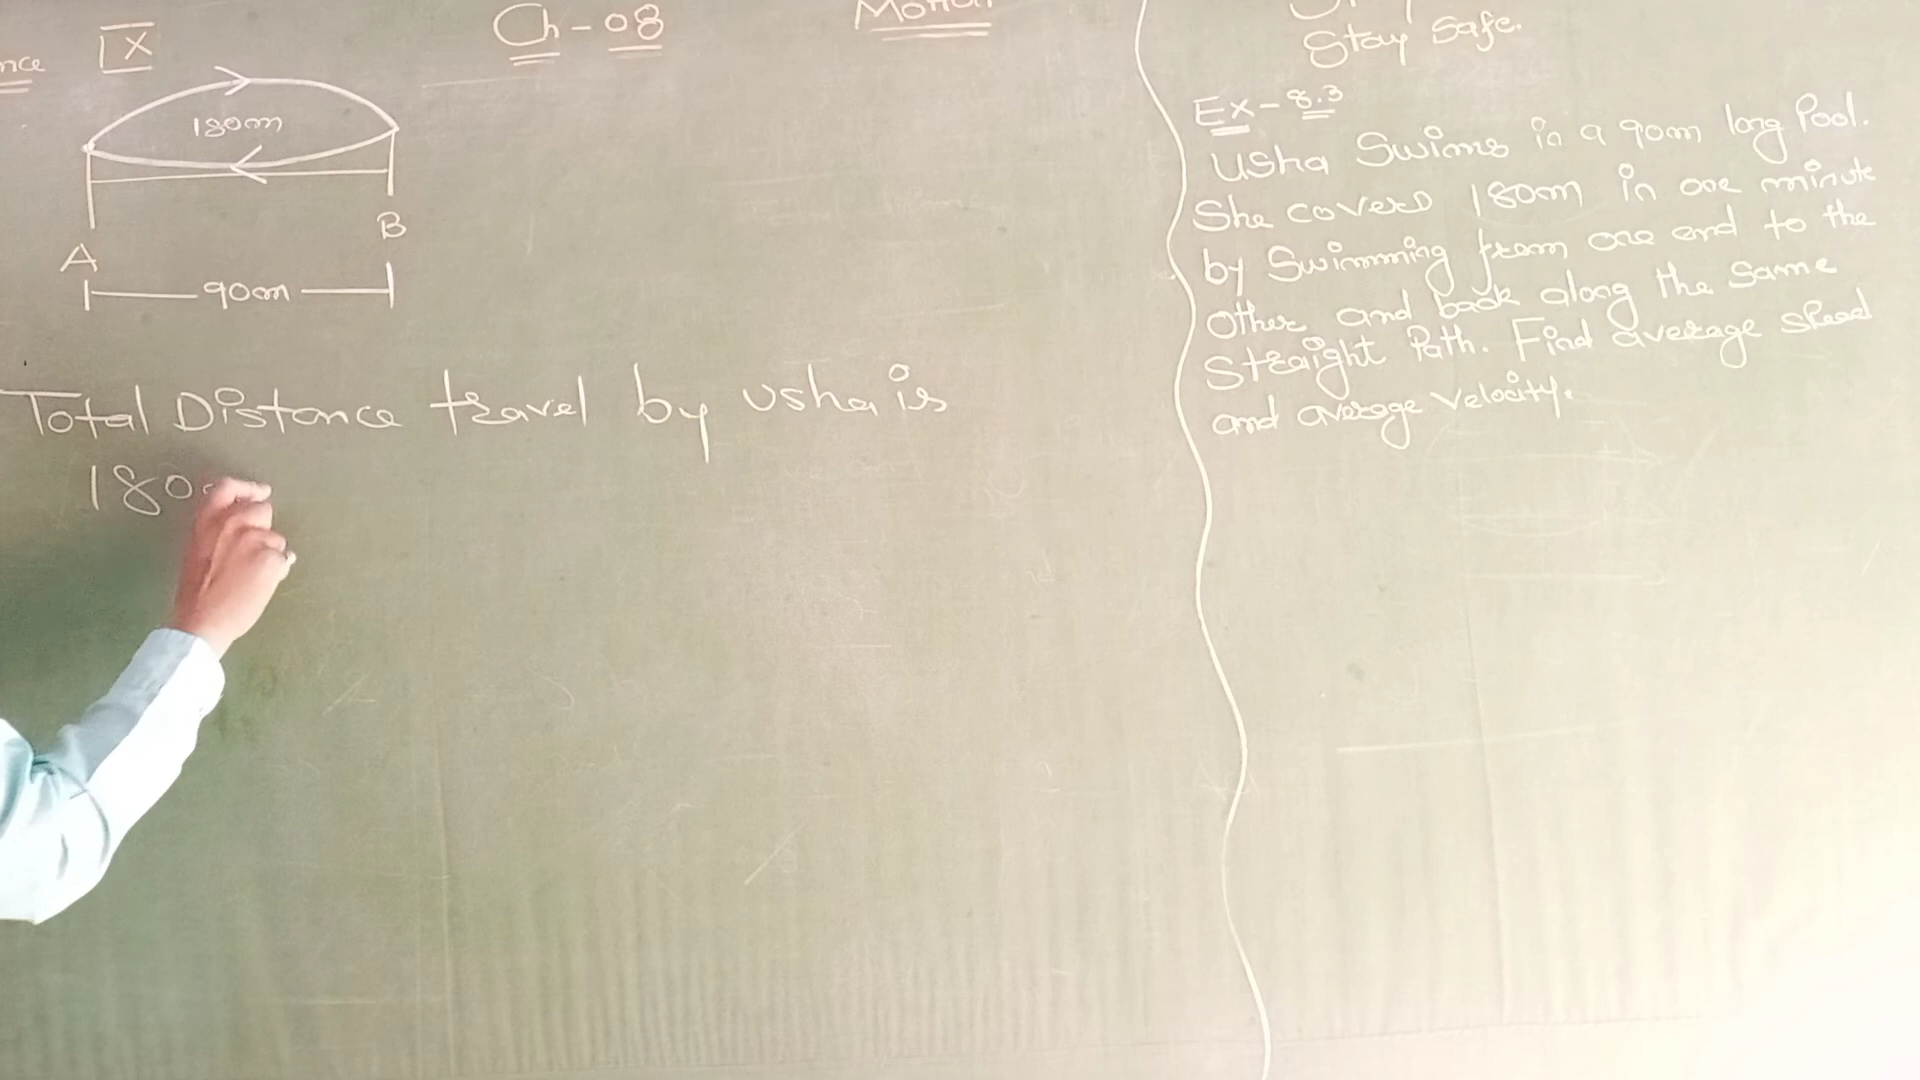 IX
Ch-08
Motion
180m
A
B
90m
Total Distance travel by usha is
180
Stay Safe.
Ex-8.3
Usha Swims in a 90m long Pool.
She covers 180m in one minute
by Swimming from one end to the
Other and back along the Same
Straight Path. Find average speed
and average velocity.